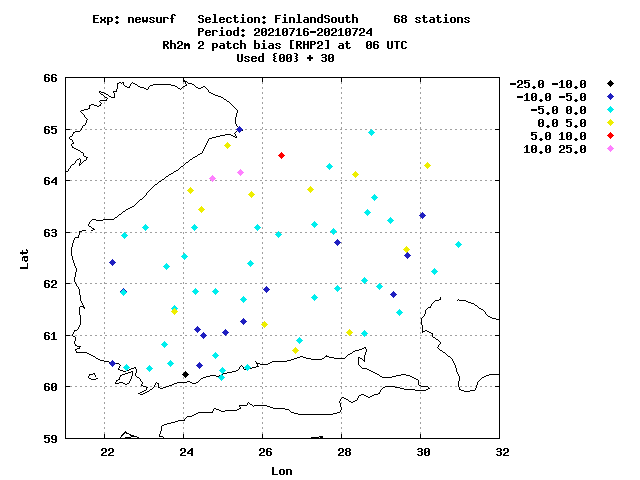 Exp: newsurf Selection: FinlandSouth 68 stations
Period: 20210716-20210724
Rh2m 2 patch bias [RHP2] at 06 UTC
Used {00} + 30
-25.0 -10.0
-10.0 -5.0
-5.0 0.0
0.0 5.0
5.0 10.0
10.0 25.0
66
65
64
63
62
61
60
59
Lat
22 24 26 28 30 32
Lon